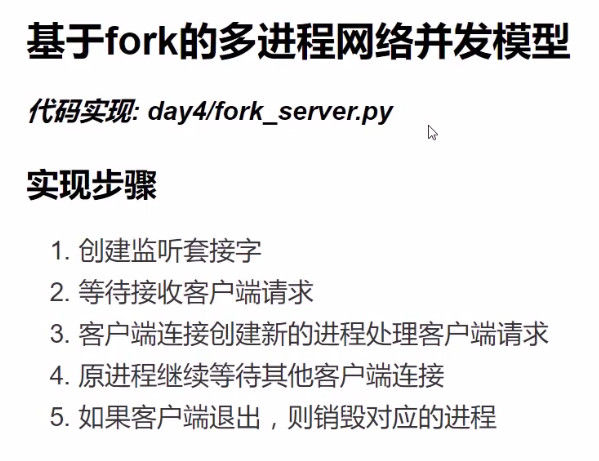 基于fork的多进程网络并发模型
代码实现: day4/fork_server.py
实现步骤
1. 创建监听套接字
2. 等待接收客户端请求
3. 客户端连接创建新的进程处理客户端请求
4. 原进程继续等待其他客户端连接
5. 如果客户端退出，则销毁对应的进程